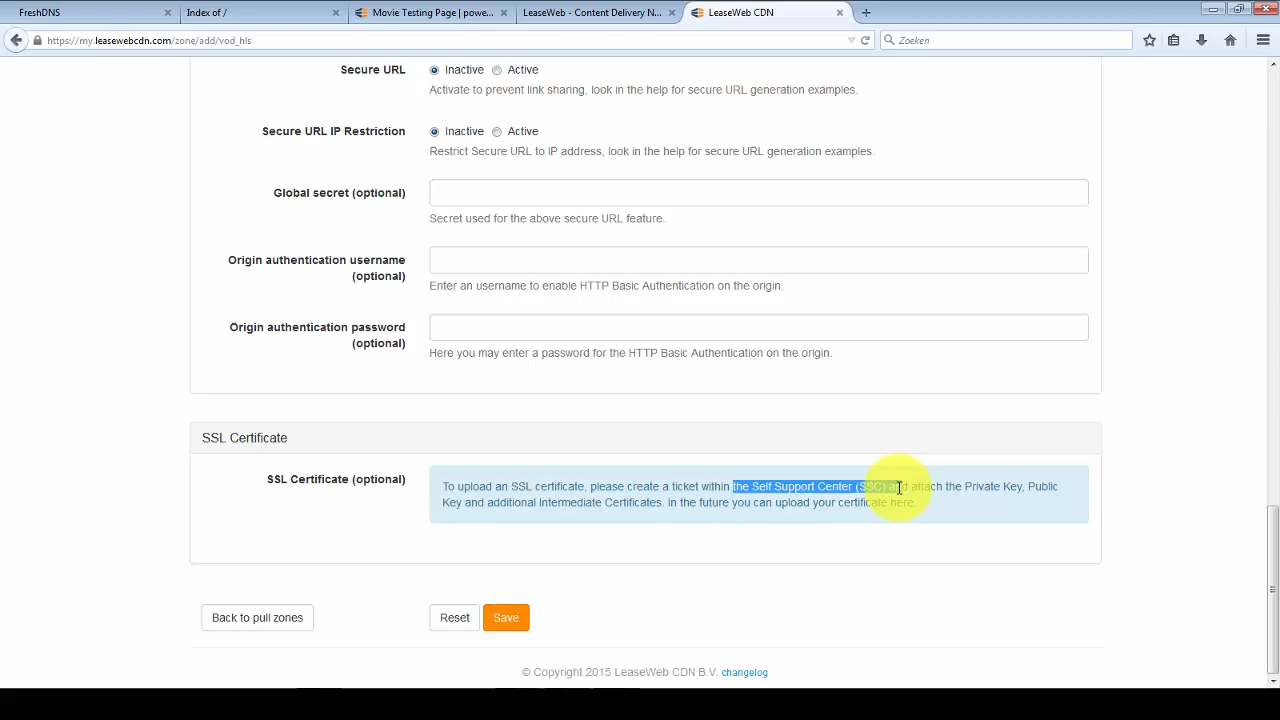 FreshDNS
Index of /
Movie Testing Page | powe...
LeaseWeb - Content Delivery N...
LeaseWeb CDN
https://my.leasewebcdn.com/zone/add/vod_hls
Zoeken
Secure URL
Inactive Active
Activate to prevent link sharing, look in the help for secure URL generation examples.
Secure URL IP Restriction
Inactive Active
Restrict Secure URL to IP address, look in the help for secure URL generation examples.
Global secret (optional)
Secret used for the above secure URL feature.
Origin authentication username
(optional)
Enter an username to enable HTTP Basic Authentication on the origin.
Origin authentication password
(optional)
Here you may enter a password for the HTTP Basic Authentication on the origin.
SSL Certificate
SSL Certificate (optional)
To upload an SSL certificate, please create a ticket within the Self Support Center (SSC) and attach the Private Key, Public
Key and additional Intermediate Certificates. In the future you can upload your certificate here.
Back to pull zones
Reset
Save
© Copyright 2015 LeaseWeb CDN B.V. changelog